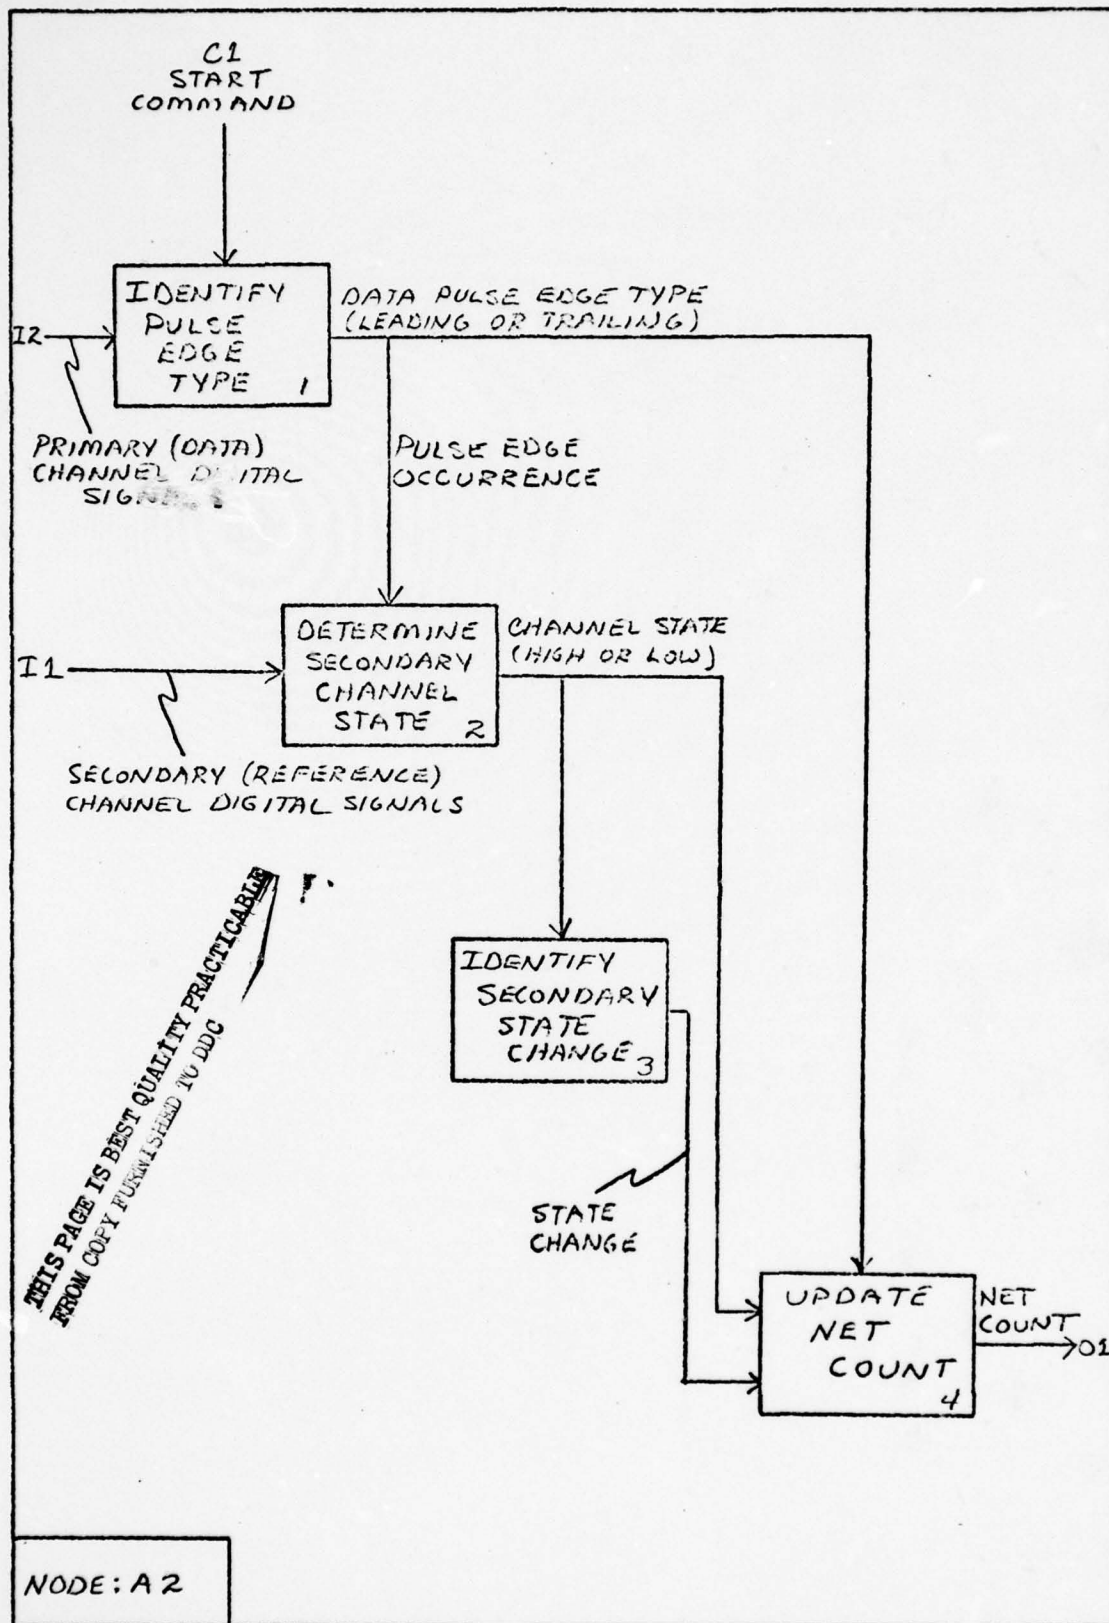 C1
START
COMMAND
IDENTIFY
PULSE
EDGE
TYPE 1
DATA PULSE EDGE TYPE
(LEADING OR TRAILING)
I2
PRIMARY (DATA)
CHANNEL
PULSE EDGE
OCCURRENCE
DETERMINE
SECONDARY
CHANNEL
STATE 2
CHANNEL STATE
(HIGH OR LOW)
I1
SECONDARY (REFERENCE)
CHANNEL DIGITAL SIGNALS
THIS PAGE IS BEST QUALITY PRACTICABLE
FROM COPY FURNISHED TO DDC
IDENTIFY
SECONDARY
STATE
CHANGE 3
STATE
CHANGE
UPDATE
NET
COUNT
4
NET
COUNT
O1
NODE: A2